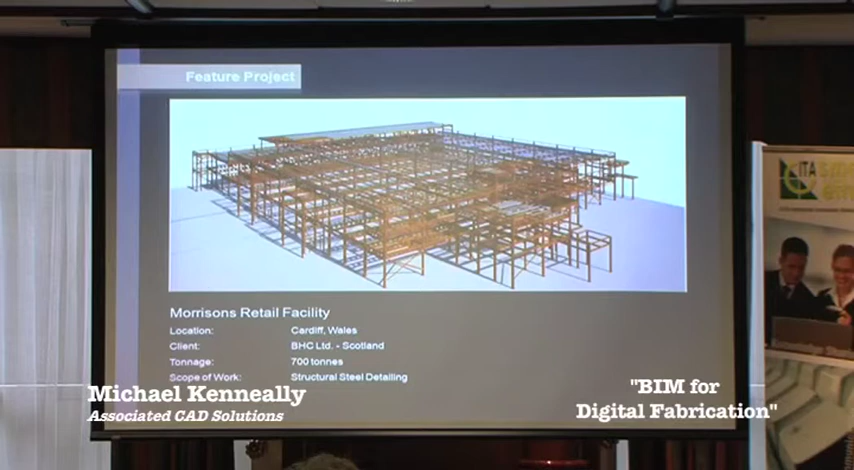 Feature Project
Morrisons Retail Facility
Location: Cardiff, Wales
Client: BHC Ltd. - Scotland
Tonnage: 700 tonnes
Scope of Work: Structural Steel Detailing
Michael Kenneally
Associated CAD Solutions
"BIM for
Digital Fabrication"
CITA